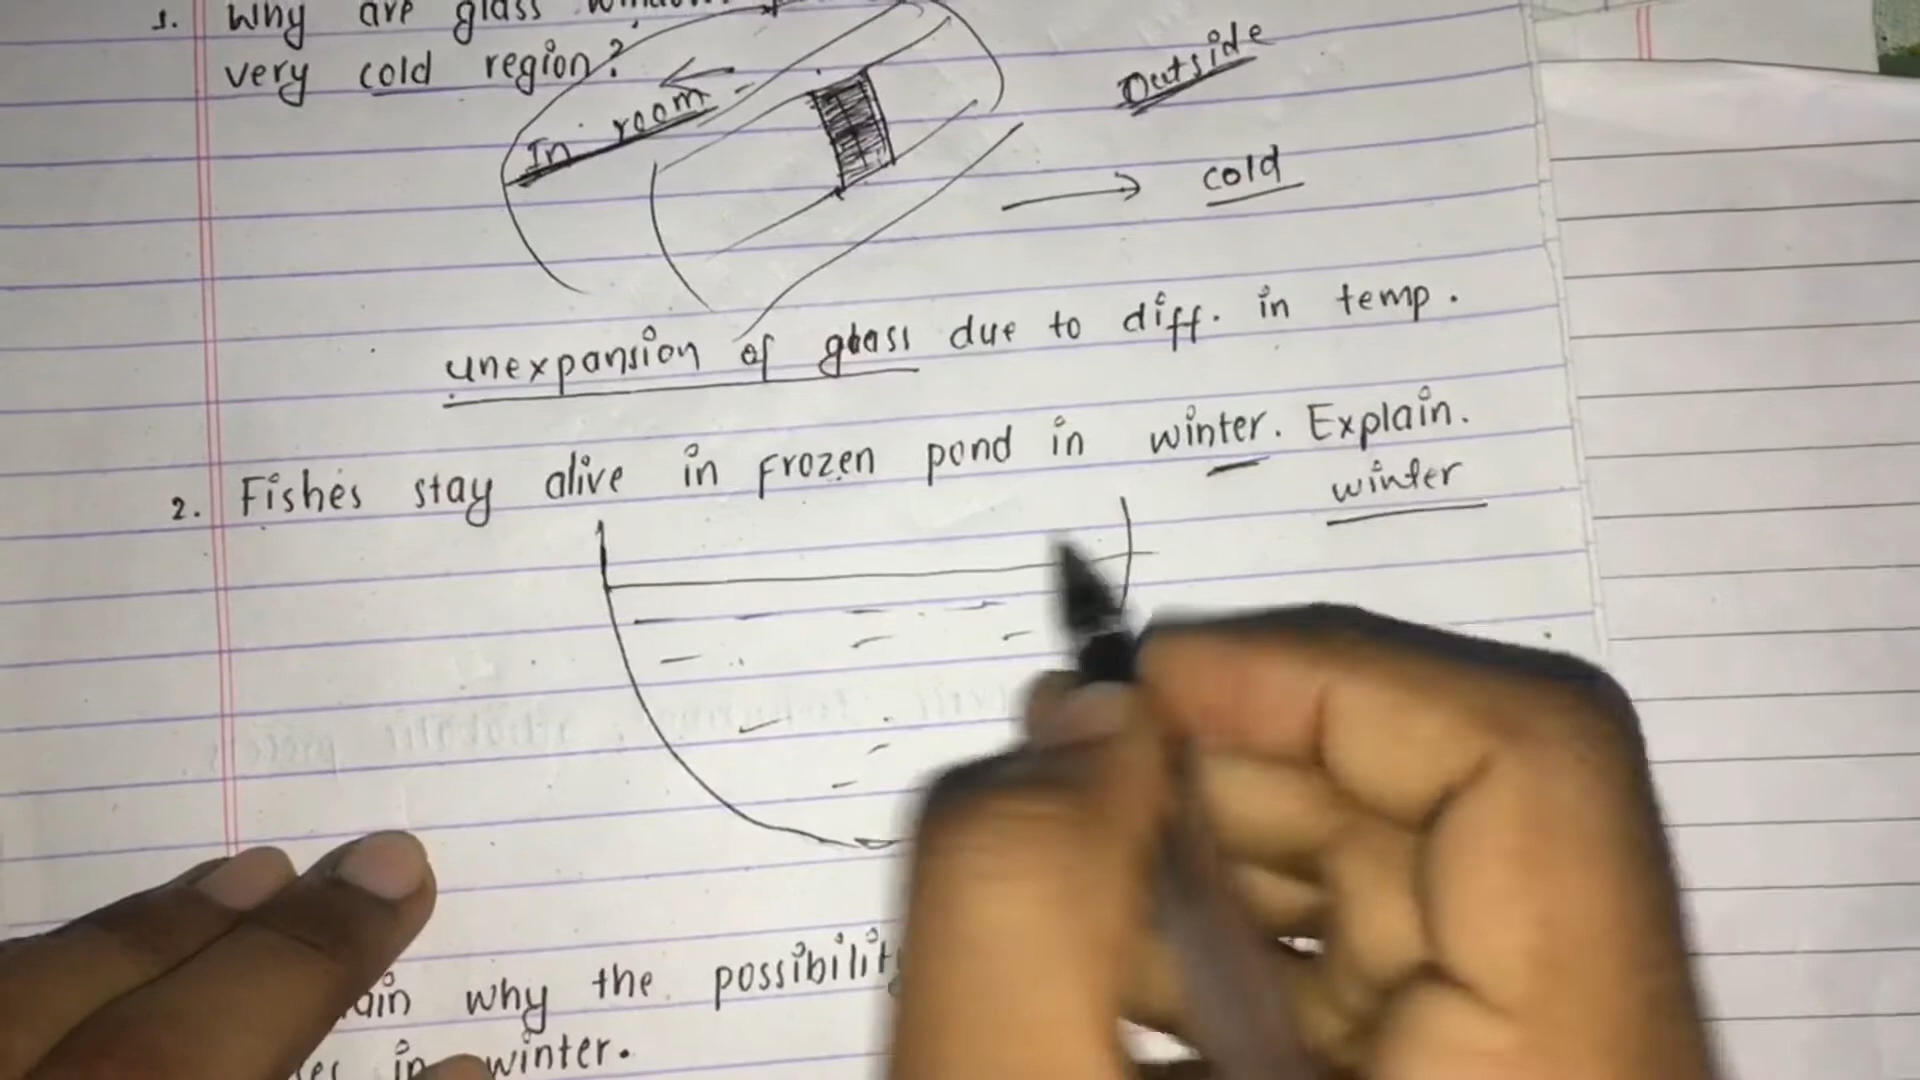 1. Why are glass
very cold region?
In room
Outside
cold
unexpansion of glass due to diff. in temp.
2. Fishes stay alive in Frozen pond in winter. Explain.
winter
why the possibilit
in winter.